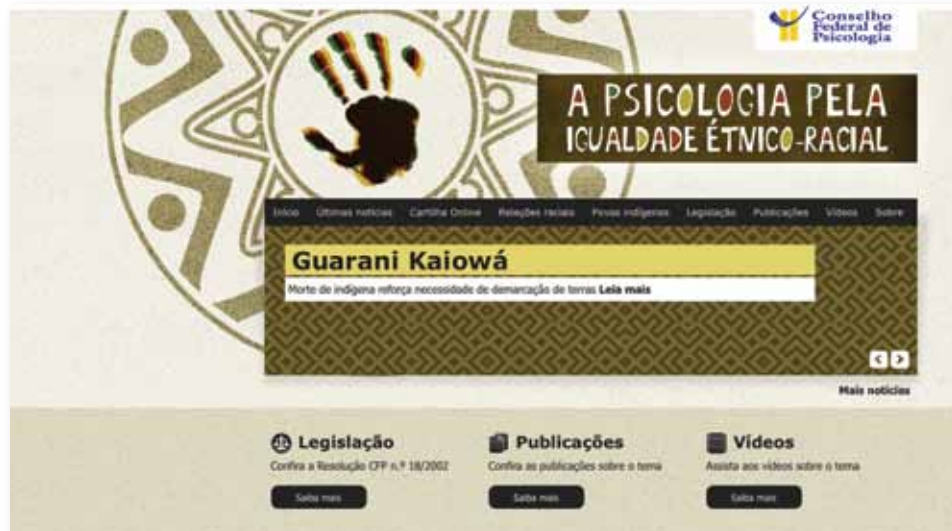 Conselho
Federal de
Psicologia
A PSICOLOGIA PELA
IGUALDADE ÉTNICO-RACIAL
Início Últimas notícias Cartilha Online Relações raciais Povos indígenas Legislação Publicações Vídeos Sobre
Guarani Kaiowá
Morte de indígena reforça necessidade de demarcação de terras Leia mais
Mais notícias
Legislação Publicações Vídeos
Confira a Resolução CFP n.º 18/2002 Confira as publicações sobre o tema Assista aos vídeos sobre o tema
Saiba mais Saiba mais Saiba mais